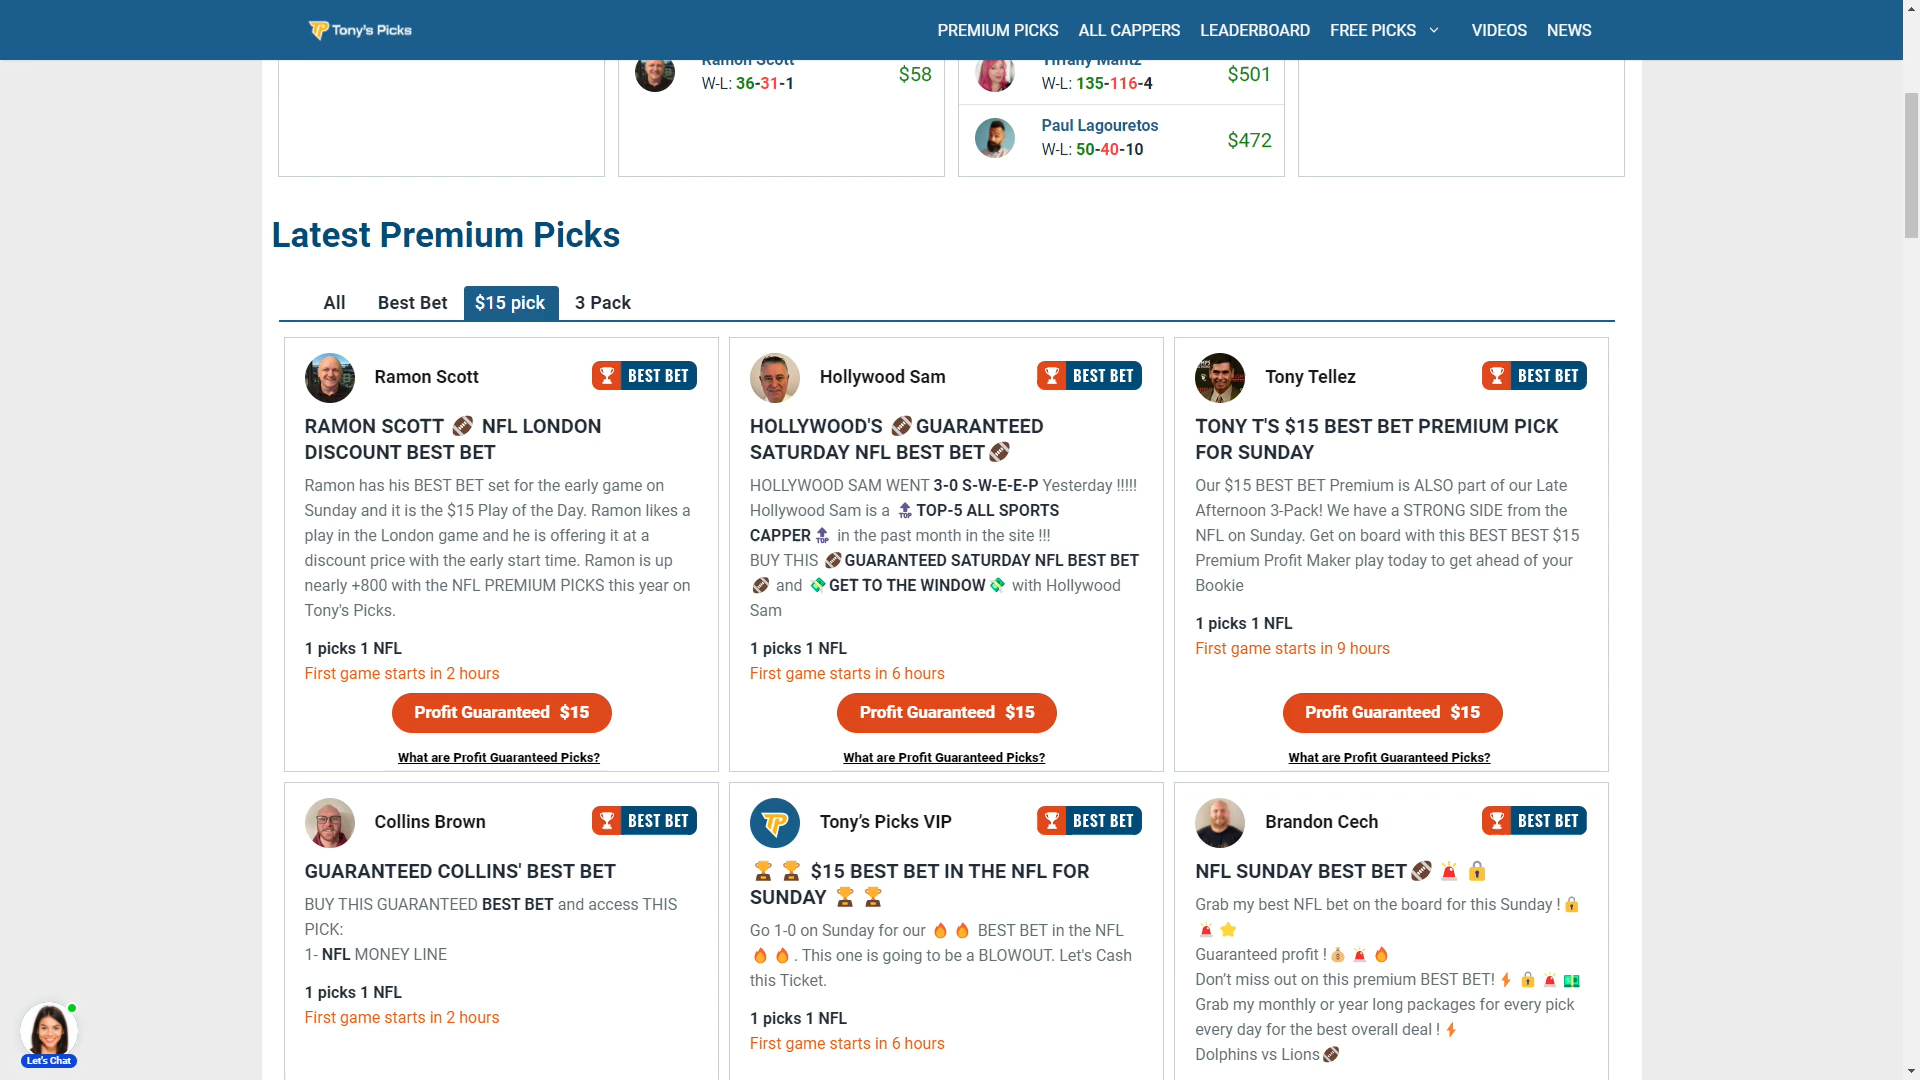 Tony's Picks
PREMIUM PICKS ALL CAPPERS LEADERBOARD FREE PICKS VIDEOS NEWS
Ramon Scott
W-L: 36-31-1
$58
Tiffany Mantz
W-L: 135-116-4
$501
Paul Lagouretos
W-L: 50-40-10
$472
Latest Premium Picks
All Best Bet $15 pick 3 Pack
Ramon Scott
BEST BET
RAMON SCOTT 🏈 NFL LONDON
DISCOUNT BEST BET
Ramon has his BEST BET set for the early game on
Sunday and it is the $15 Play of the Day. Ramon likes a
play in the London game and he is offering it at a
discount price with the early start time. Ramon is up
nearly +800 with the NFL PREMIUM PICKS this year on
Tony's Picks.
1 picks 1 NFL
First game starts in 2 hours
Profit Guaranteed $15
What are Profit Guaranteed Picks?
Hollywood Sam
BEST BET
HOLLYWOOD'S 🏈GUARANTEED
SATURDAY NFL BEST BET🏈
HOLLYWOOD SAM WENT 3-0 S-W-E-E-P Yesterday !!!!!
Hollywood Sam is a 🔝TOP-5 ALL SPORTS
CAPPER🔝 in the past month in the site !!!
BUY THIS 🏈GUARANTEED SATURDAY NFL BEST BET
🏈 and 💸GET TO THE WINDOW💸 with Hollywood
Sam
1 picks 1 NFL
First game starts in 6 hours
Profit Guaranteed $15
What are Profit Guaranteed Picks?
Tony Tellez
BEST BET
TONY T'S $15 BEST BET PREMIUM PICK
FOR SUNDAY
Our $15 BEST BET Premium is ALSO part of our Late
Afternoon 3-Pack! We have a STRONG SIDE from the
NFL on Sunday. Get on board with this BEST BEST $15
Premium Profit Maker play today to get ahead of your
Bookie
1 picks 1 NFL
First game starts in 9 hours
Profit Guaranteed $15
What are Profit Guaranteed Picks?
Collins Brown
BEST BET
GUARANTEED COLLINS' BEST BET
BUY THIS GUARANTEED BEST BET and access THIS
PICK:
1- NFL MONEY LINE
1 picks 1 NFL
First game starts in 2 hours
Tony’s Picks VIP
BEST BET
🏆 🏆 $15 BEST BET IN THE NFL FOR
SUNDAY 🏆 🏆
Go 1-0 on Sunday for our 🔥 🔥 BEST BET in the NFL
🔥 🔥. This one is going to be a BLOWOUT. Let's Cash
this Ticket.
1 picks 1 NFL
First game starts in 6 hours
Brandon Cech
BEST BET
NFL SUNDAY BEST BET🏈 🚨 🔒
Grab my best NFL bet on the board for this Sunday !🔒
🚨 ⭐
Guaranteed profit !💰 🚨 🔥
Don’t miss out on this premium BEST BET!⚡ 🔒 🚨 💵
Grab my monthly or year long packages for every pick
every day for the best overall deal !⚡
Dolphins vs Lions🏈
Let's Chat